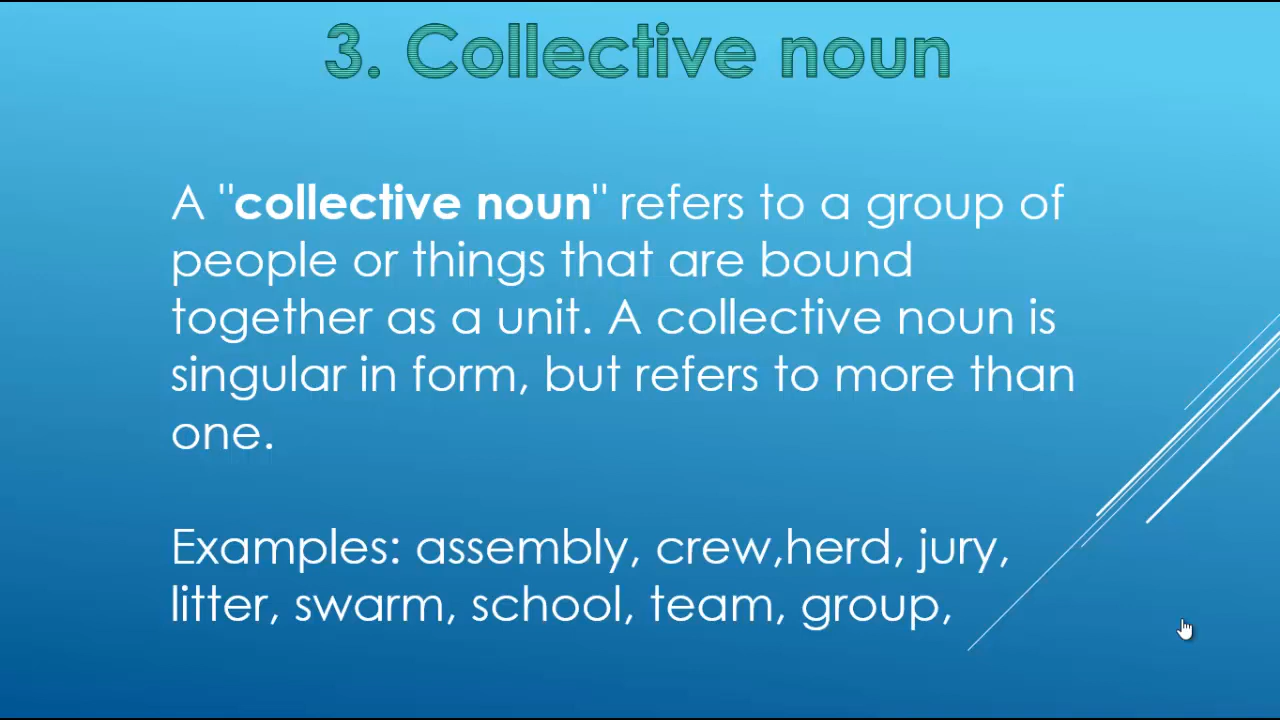 3. Collective noun
A "collective noun" refers to a group of
people or things that are bound
together as a unit. A collective noun is
singular in form, but refers to more than
one.
Examples: assembly, crew,herd, jury,
litter, swarm, school, team, group,